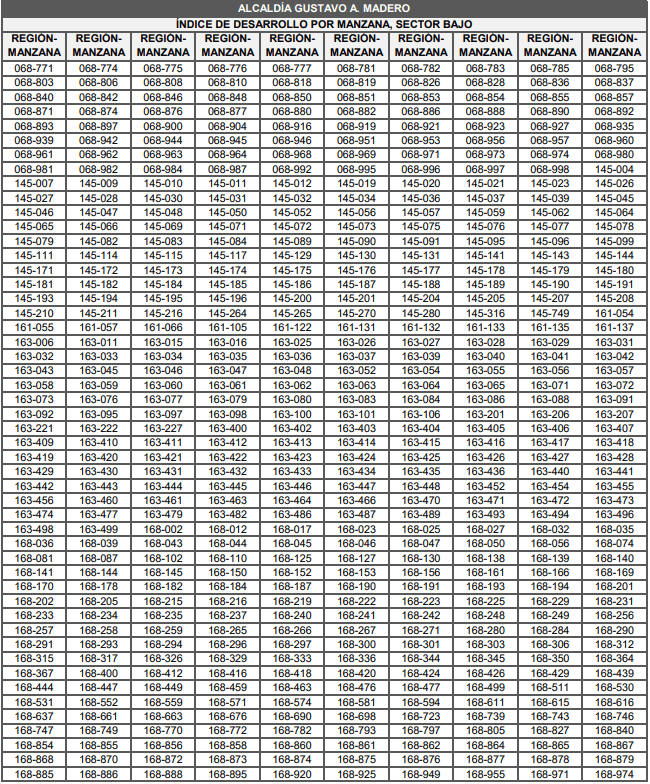 ALCALDÍA GUSTAVO A. MADERO
ÍNDICE DE DESARROLLO POR MANZANA, SECTOR BAJO
REGIÓN- REGIÓN- REGIÓN- REGIÓN- REGIÓN- REGIÓN- REGIÓN- REGIÓN- REGIÓN- REGIÓN-
MANZANA MANZANA MANZANA MANZANA MANZANA MANZANA MANZANA MANZANA MANZANA MANZANA
068-771 068-774 068-775 068-776 068-777 068-781 068-782 068-783 068-785 068-795
068-803 068-806 068-808 068-810 068-818 068-819 068-826 068-828 068-836 068-837
068-840 068-842 068-846 068-848 068-850 068-851 068-853 068-854 068-855 068-857
068-871 068-874 068-876 068-877 068-880 068-882 068-886 068-888 068-890 068-892
068-893 068-897 068-900 068-904 068-916 068-919 068-921 068-923 068-927 068-935
068-939 068-942 068-944 068-945 068-946 068-951 068-953 068-956 068-957 068-960
068-961 068-962 068-963 068-964 068-968 068-969 068-971 068-973 068-974 068-980
068-981 068-982 068-984 068-987 068-992 068-995 068-996 068-997 068-998 145-004
145-007 145-009 145-010 145-011 145-012 145-019 145-020 145-021 145-023 145-026
145-027 145-028 145-030 145-031 145-032 145-034 145-036 145-037 145-039 145-045
145-046 145-047 145-048 145-050 145-052 145-056 145-057 145-059 145-062 145-064
145-065 145-066 145-069 145-071 145-072 145-073 145-075 145-076 145-077 145-078
145-079 145-082 145-083 145-084 145-089 145-090 145-091 145-095 145-096 145-099
145-111 145-114 145-115 145-117 145-129 145-130 145-131 145-141 145-143 145-144
145-171 145-172 145-173 145-174 145-175 145-176 145-177 145-178 145-179 145-180
145-181 145-182 145-184 145-185 145-186 145-187 145-188 145-189 145-190 145-191
145-193 145-194 145-195 145-196 145-200 145-201 145-204 145-205 145-207 145-208
145-210 145-211 145-216 145-264 145-265 145-270 145-280 145-316 145-749 161-054
161-055 161-057 161-066 161-105 161-122 161-131 161-132 161-133 161-135 161-137
163-006 163-011 163-015 163-016 163-025 163-026 163-027 163-028 163-029 163-031
163-032 163-033 163-034 163-035 163-036 163-037 163-039 163-040 163-041 163-042
163-043 163-045 163-046 163-047 163-048 163-052 163-054 163-055 163-056 163-057
163-058 163-059 163-060 163-061 163-062 163-063 163-064 163-065 163-071 163-072
163-073 163-076 163-077 163-079 163-080 163-083 163-084 163-086 163-088 163-091
163-092 163-095 163-097 163-098 163-100 163-101 163-106 163-201 163-206 163-207
163-221 163-222 163-227 163-400 163-402 163-403 163-404 163-405 163-406 163-407
163-409 163-410 163-411 163-412 163-413 163-414 163-415 163-416 163-417 163-418
163-419 163-420 163-421 163-422 163-423 163-424 163-425 163-426 163-427 163-428
163-429 163-430 163-431 163-432 163-433 163-434 163-435 163-436 163-440 163-441
163-442 163-443 163-444 163-445 163-446 163-447 163-448 163-452 163-454 163-455
163-456 163-460 163-461 163-463 163-464 163-466 163-470 163-471 163-472 163-473
163-474 163-477 163-479 163-482 163-486 163-487 163-489 163-493 163-494 163-496
163-498 163-499 168-002 168-012 168-017 168-023 168-025 168-027 168-032 168-035
168-036 168-039 168-043 168-044 168-045 168-046 168-047 168-050 168-056 168-074
168-081 168-087 168-102 168-110 168-125 168-127 168-130 168-138 168-139 168-140
168-141 168-144 168-145 168-150 168-152 168-153 168-156 168-161 168-166 168-169
168-170 168-178 168-182 168-184 168-187 168-190 168-191 168-193 168-194 168-201
168-202 168-205 168-215 168-216 168-219 168-222 168-223 168-225 168-229 168-231
168-233 168-234 168-235 168-237 168-240 168-241 168-242 168-248 168-249 168-256
168-257 168-258 168-259 168-265 168-266 168-267 168-271 168-280 168-284 168-290
168-291 168-293 168-294 168-296 168-297 168-300 168-301 168-303 168-306 168-312
168-315 168-317 168-326 168-329 168-333 168-336 168-344 168-345 168-350 168-364
168-367 168-400 168-412 168-416 168-418 168-420 168-424 168-426 168-429 168-439
168-444 168-447 168-449 168-459 168-463 168-476 168-477 168-499 168-511 168-530
168-531 168-552 168-559 168-571 168-574 168-581 168-594 168-611 168-615 168-616
168-637 168-661 168-663 168-676 168-690 168-698 168-723 168-739 168-743 168-746
168-747 168-749 168-770 168-772 168-782 168-793 168-797 168-805 168-827 168-840
168-854 168-855 168-856 168-858 168-860 168-861 168-862 168-864 168-865 168-867
168-868 168-870 168-872 168-873 168-874 168-875 168-876 168-877 168-878 168-879
168-885 168-886 168-888 168-895 168-920 168-925 168-949 168-955 168-971 168-974